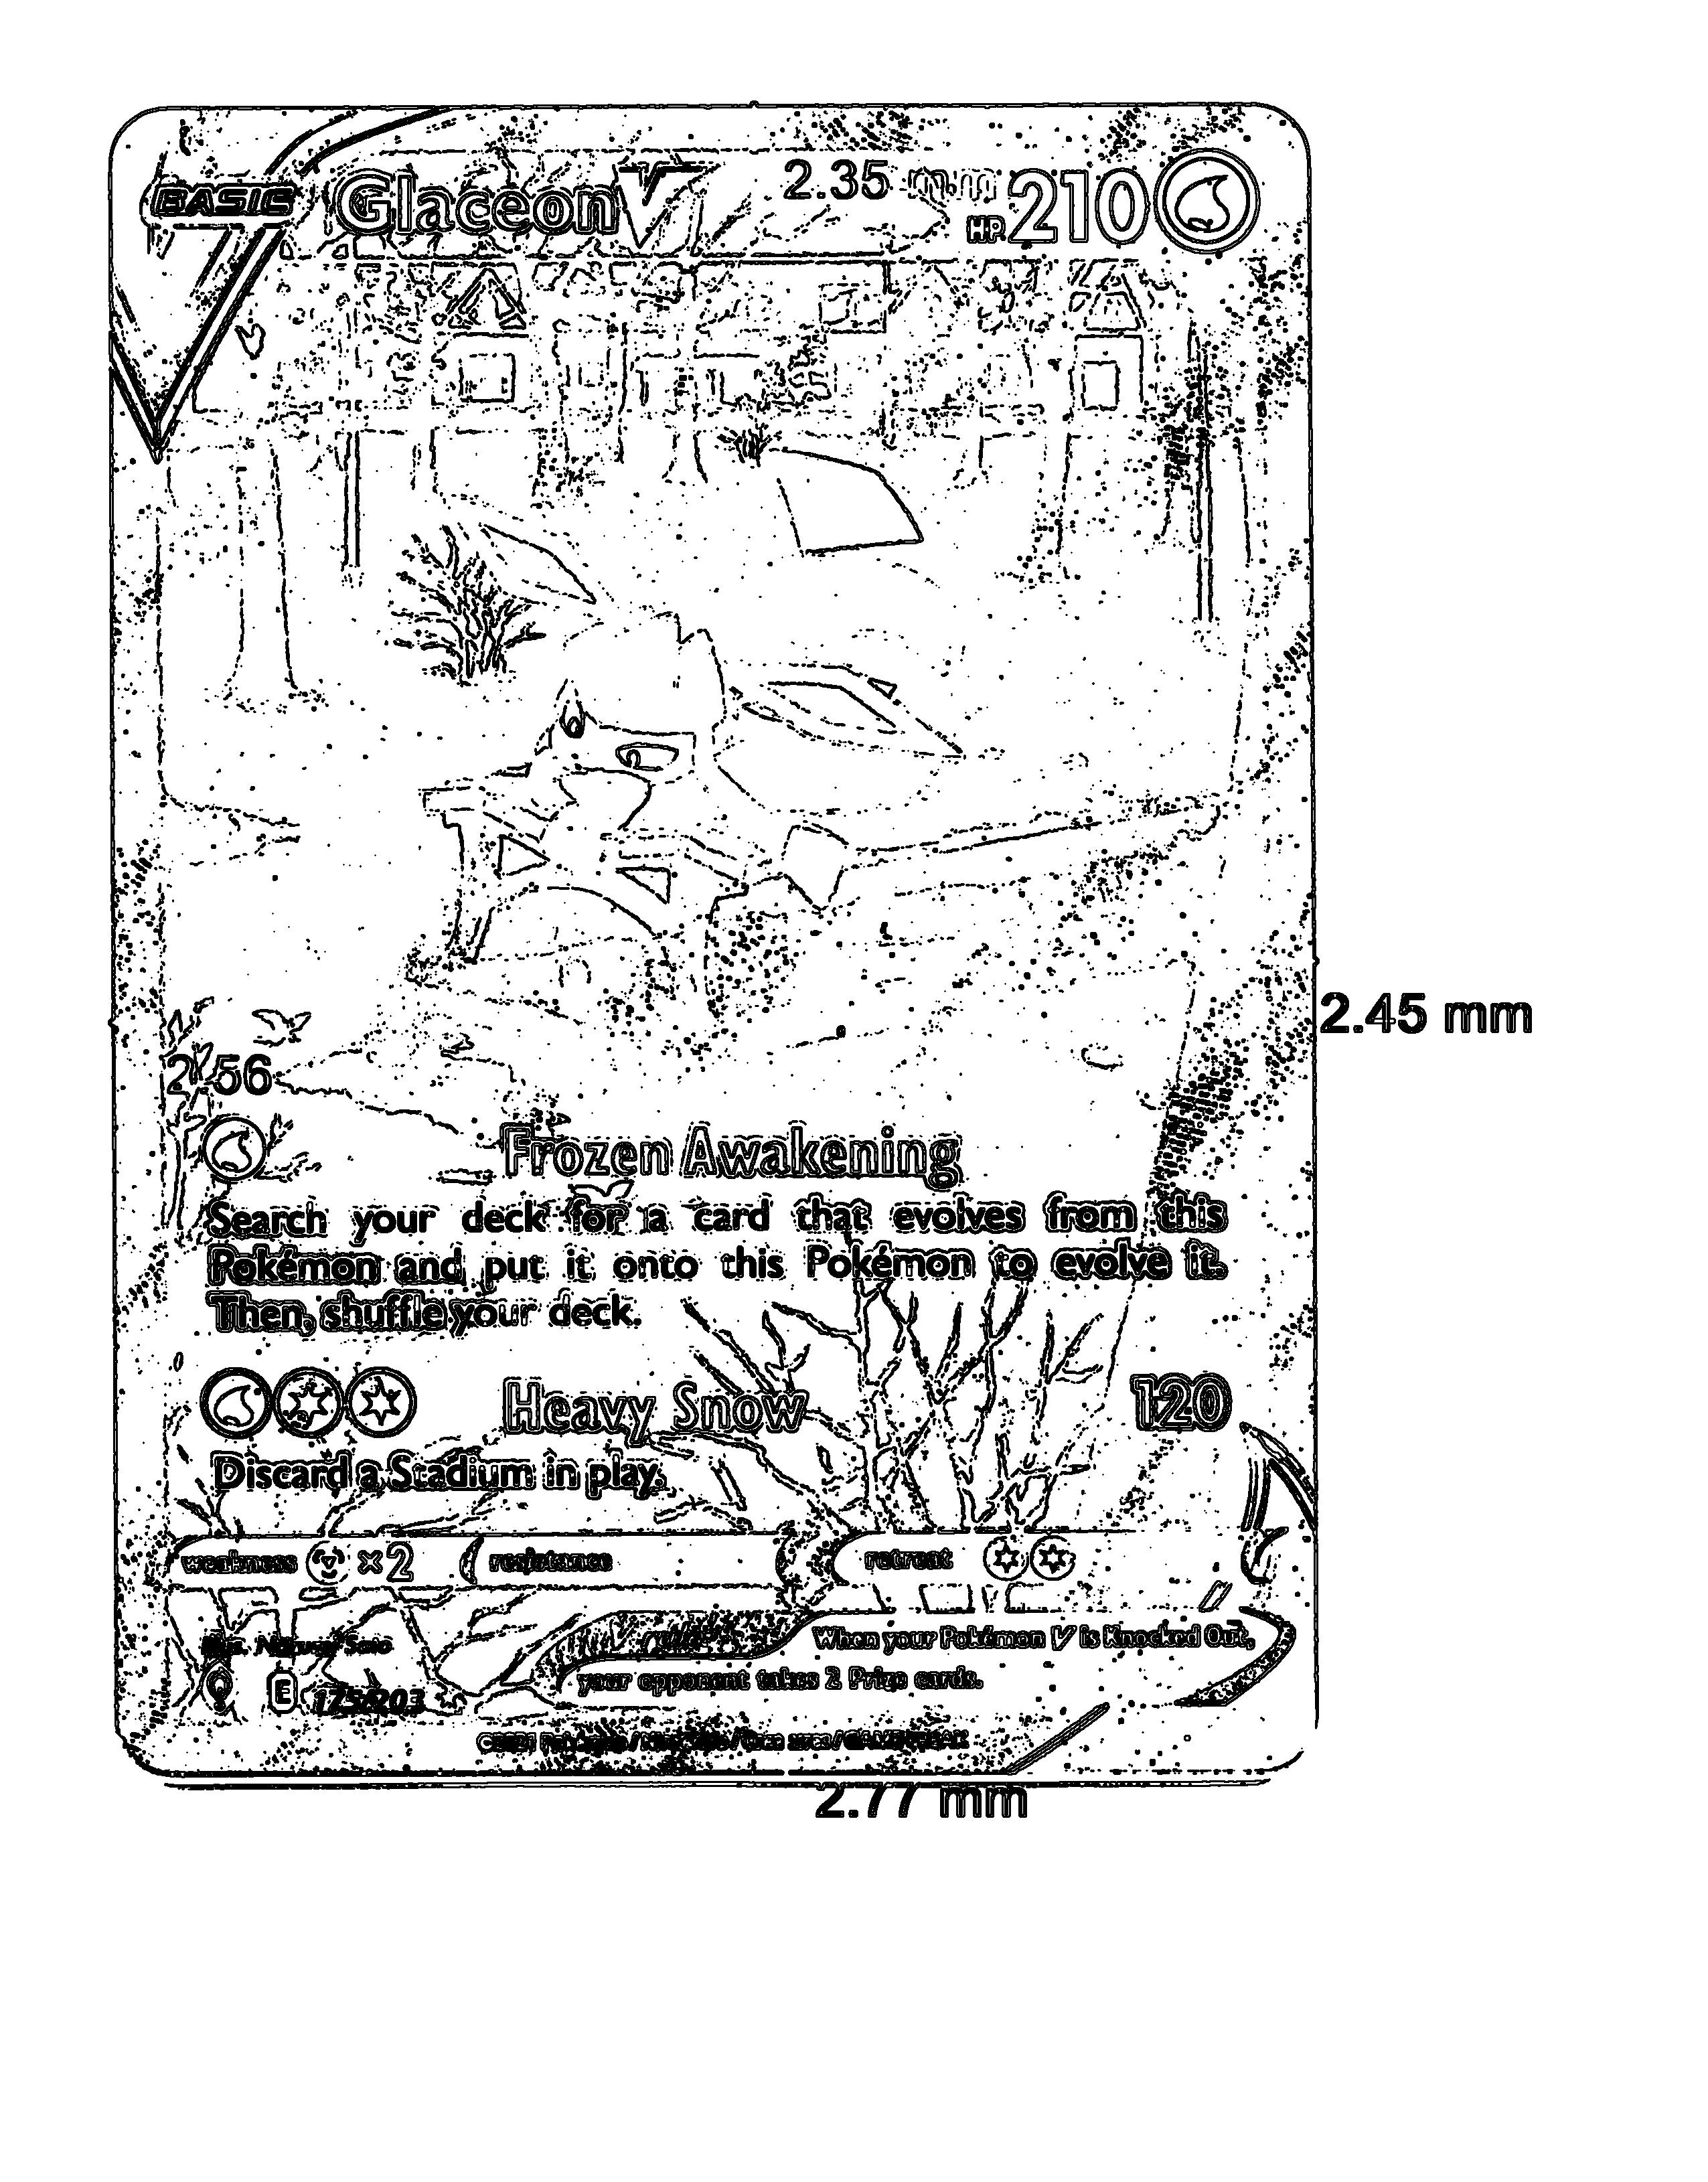 BASIC Glaceon V 2.35 mm HP 210
2.45 mm
2.56
Frozen Awakening
Search your deck for a card that evolves from this
Pokémon and put it onto this Pokémon to evolve it.
Then, shuffle your deck.
Heavy Snow 120
Discard a Stadium in play.
weakness ×2 resistance retreat
V rule When your Pokémon V is Knocked Out,
your opponent takes 2 Prize cards.
E 175/203
©2021 Pokémon/Nintendo/Creatures/GAME FREAK
2.77 mm